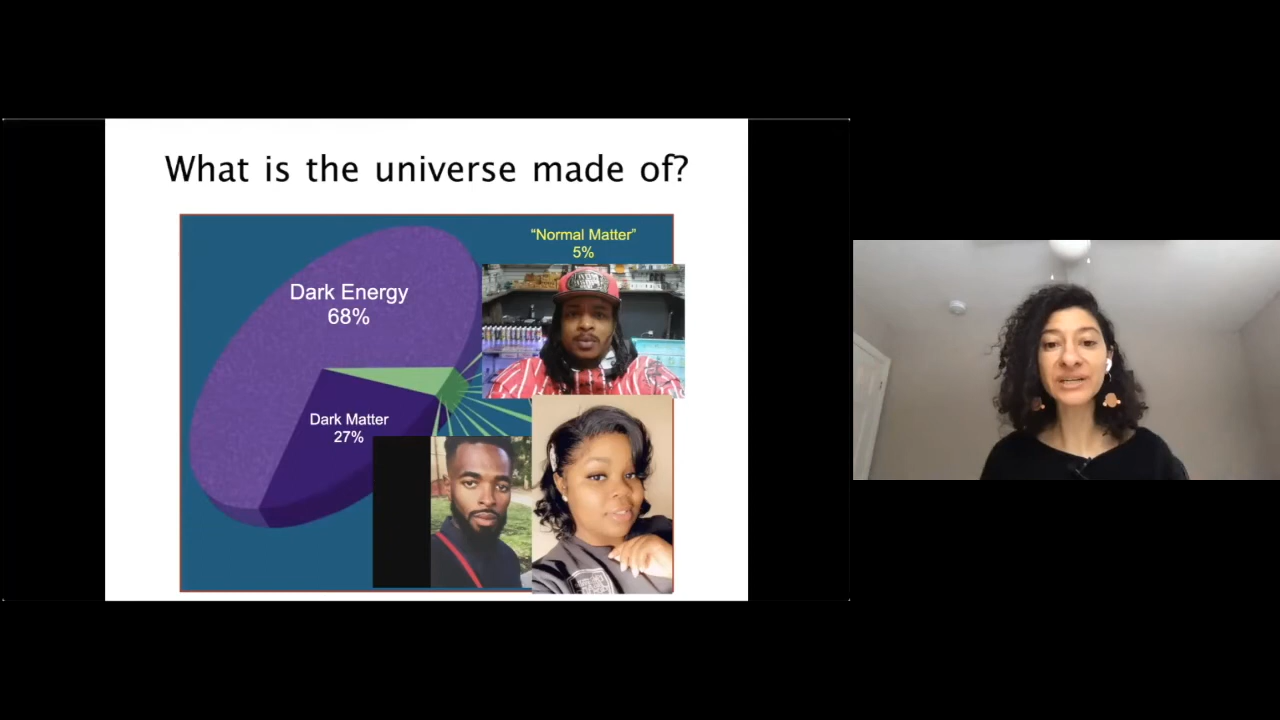 What is the universe made of?
“Normal Matter”
5%
Dark Energy
68%
Dark Matter
27%